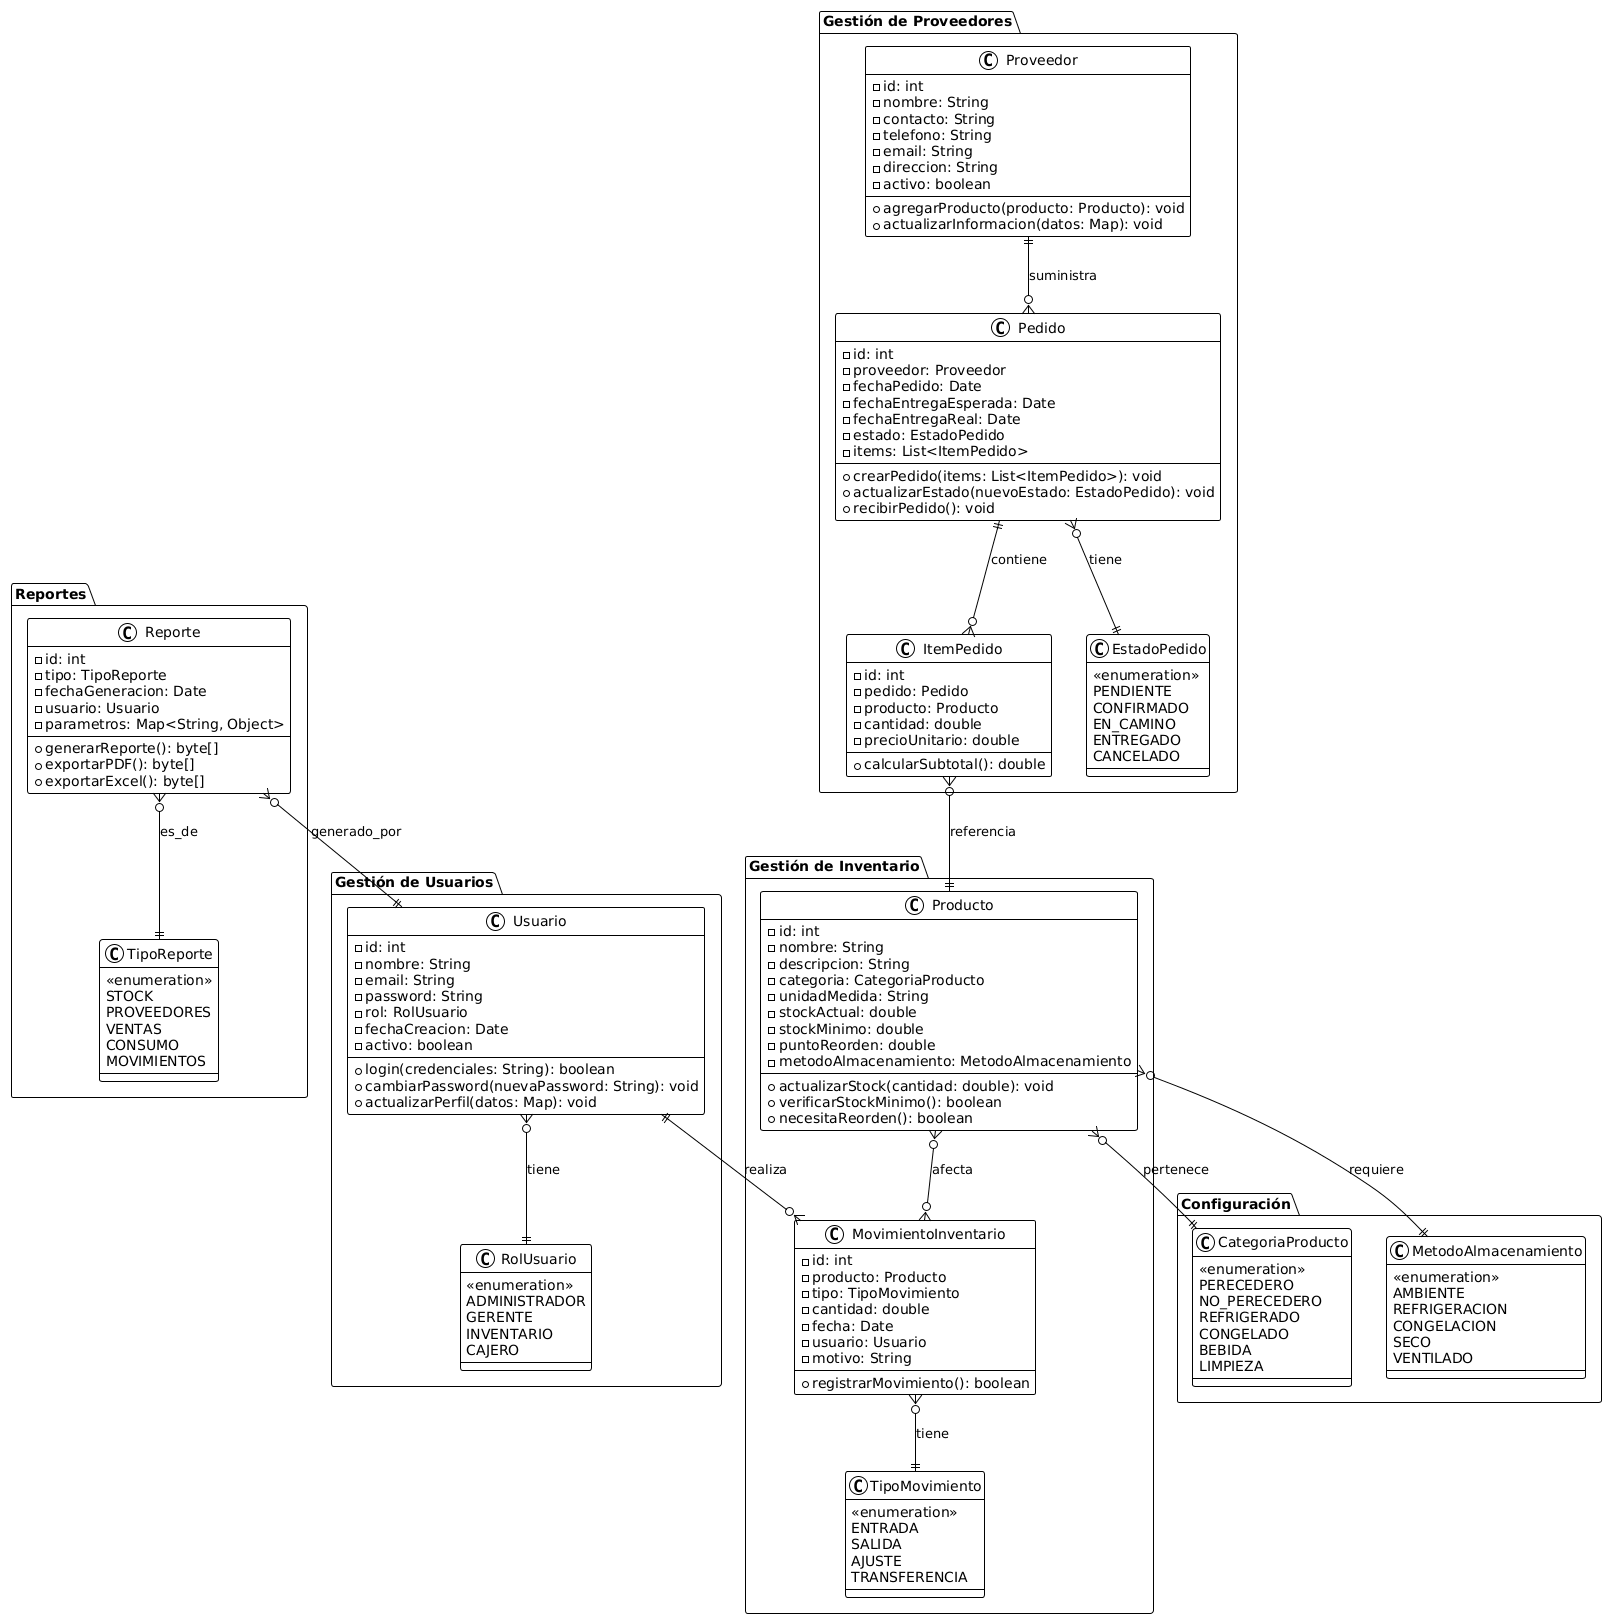 Gestión de Proveedores
Proveedor
id: int
nombre: String
contacto: String
telefono: String
email: String
direccion: String
activo: boolean
agregarProducto(producto: Producto): void
actualizarInformacion(datos: Map): void
suministra
Pedido
id: int
proveedor: Proveedor
fechaPedido: Date
fechaEntregaEsperada: Date
fechaEntregaReal: Date
estado: EstadoPedido
items: List<ItemPedido>
crearPedido(items: List<ItemPedido>): void
actualizarEstado(nuevoEstado: EstadoPedido): void
recibirPedido(): void
contiene
tiene
ItemPedido
id: int
pedido: Pedido
producto: Producto
cantidad: double
precioUnitario: double
calcularSubtotal(): double
EstadoPedido
«enumeration»
PENDIENTE
CONFIRMADO
EN_CAMINO
ENTREGADO
CANCELADO
referencia
Reportes
Reporte
id: int
tipo: TipoReporte
fechaGeneracion: Date
usuario: Usuario
parametros: Map<String, Object>
generarReporte(): byte[]
exportarPDF(): byte[]
exportarExcel(): byte[]
es_de
generado_por
TipoReporte
«enumeration»
STOCK
PROVEEDORES
VENTAS
CONSUMO
MOVIMIENTOS
Gestión de Usuarios
Usuario
id: int
nombre: String
email: String
password: String
rol: RolUsuario
fechaCreacion: Date
activo: boolean
login(credenciales: String): boolean
cambiarPassword(nuevaPassword: String): void
actualizarPerfil(datos: Map): void
tiene
realiza
RolUsuario
«enumeration»
ADMINISTRADOR
GERENTE
INVENTARIO
CAJERO
Gestión de Inventario
Producto
id: int
nombre: String
descripcion: String
categoria: CategoriaProducto
unidadMedida: String
stockActual: double
stockMinimo: double
puntoReorden: double
metodoAlmacenamiento: MetodoAlmacenamiento
actualizarStock(cantidad: double): void
verificarStockMinimo(): boolean
necesitaReorden(): boolean
afecta
pertenece
requiere
MovimientoInventario
id: int
producto: Producto
tipo: TipoMovimiento
cantidad: double
fecha: Date
usuario: Usuario
motivo: String
registrarMovimiento(): boolean
tiene
TipoMovimiento
«enumeration»
ENTRADA
SALIDA
AJUSTE
TRANSFERENCIA
Configuración
CategoriaProducto
«enumeration»
PERECEDERO
NO_PERECEDERO
REFRIGERADO
CONGELADO
BEBIDA
LIMPIEZA
MetodoAlmacenamiento
«enumeration»
AMBIENTE
REFRIGERACION
CONGELACION
SECO
VENTILADO